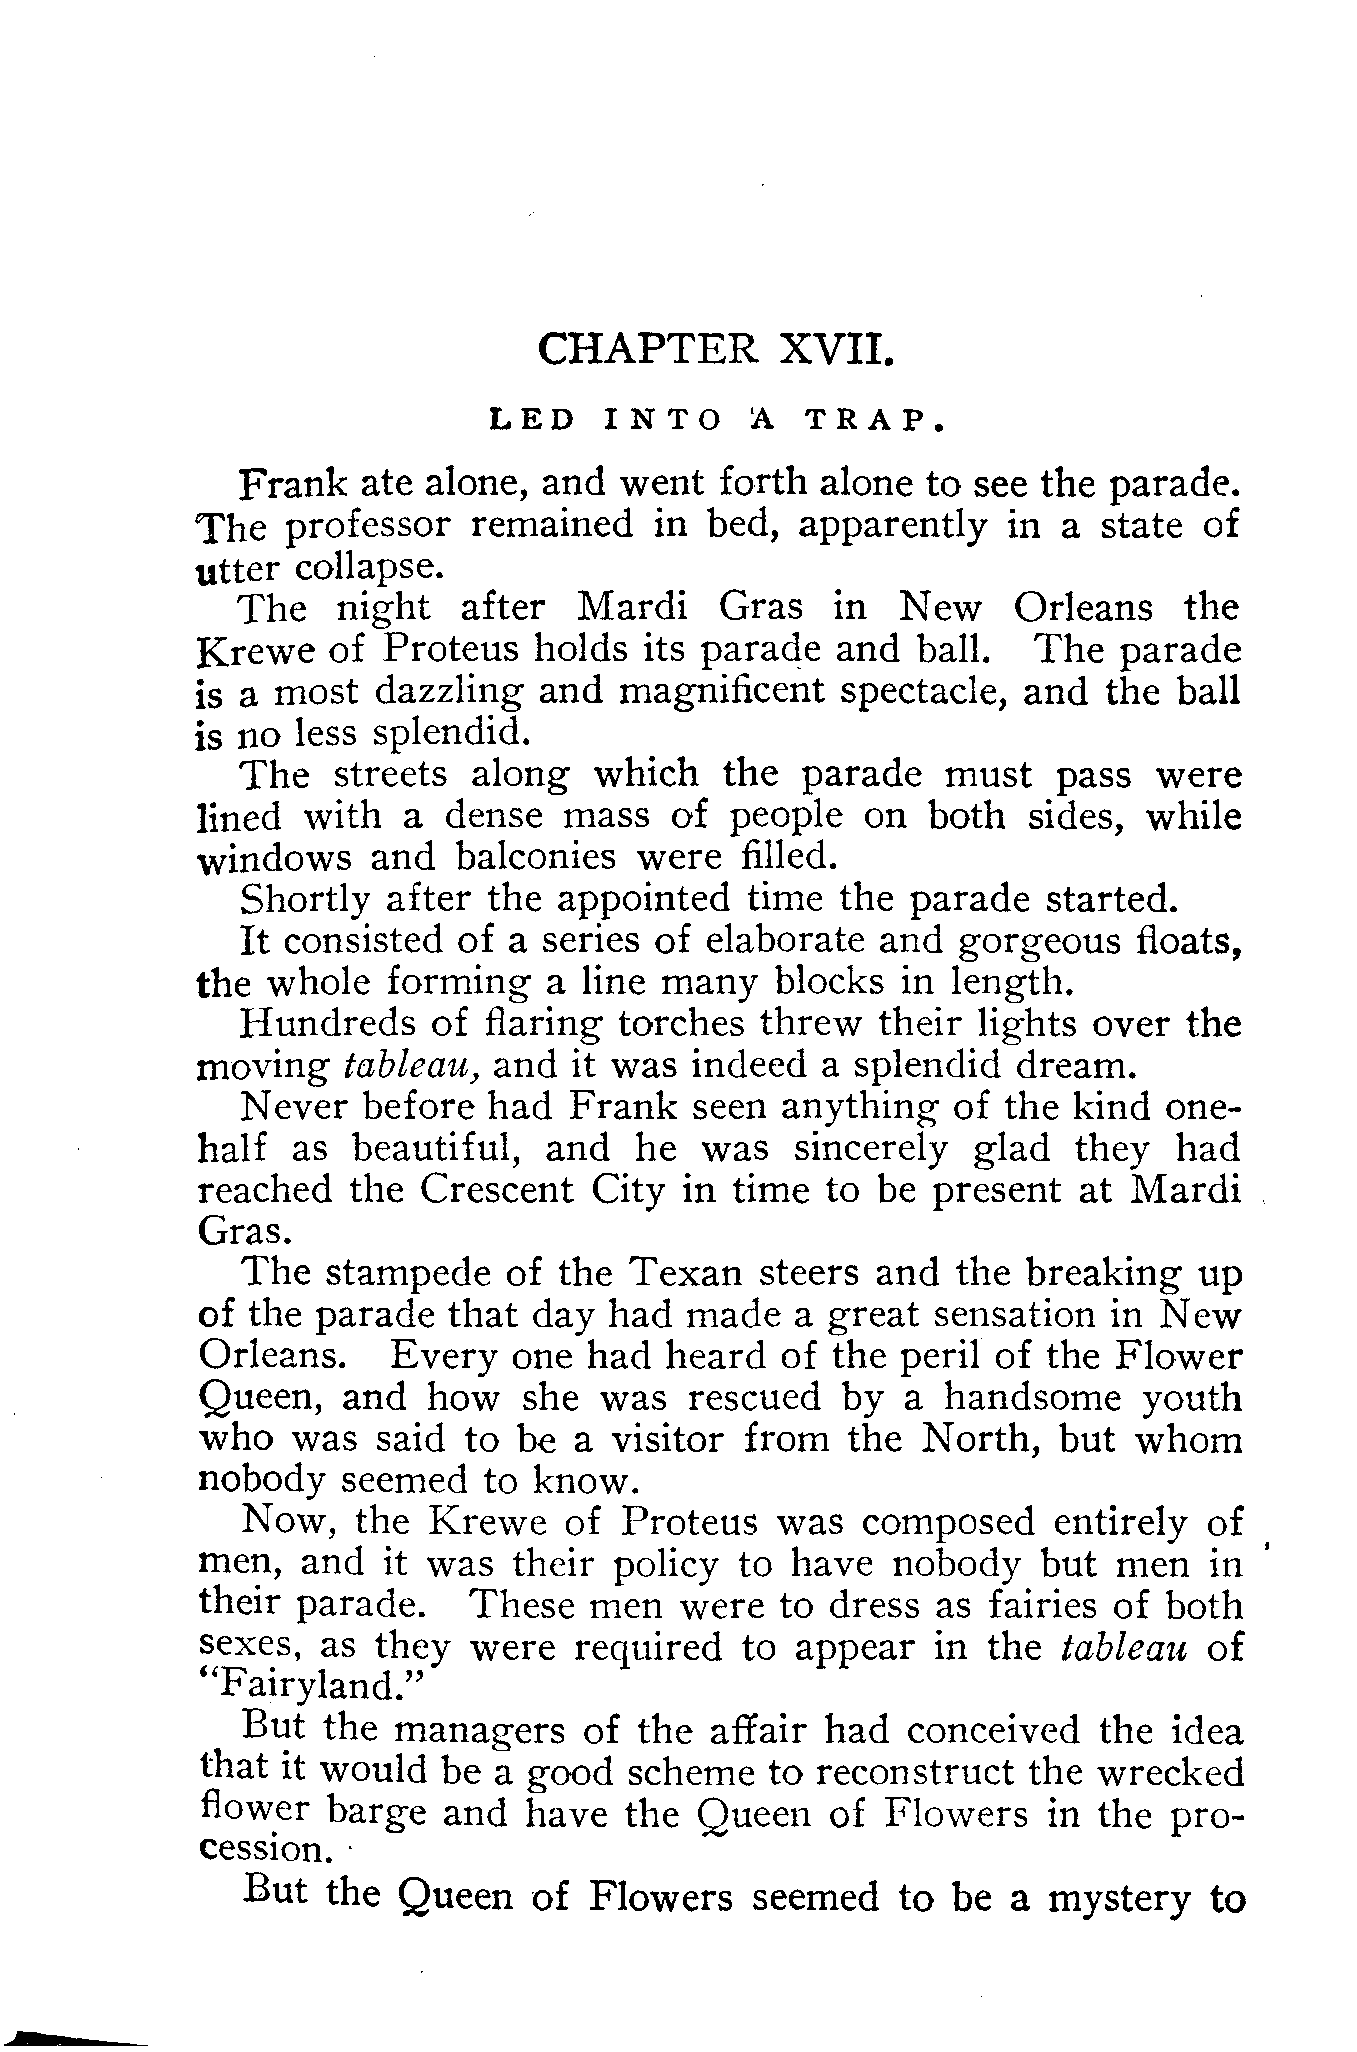 CHAPTER XVII.
LED INTO A TRAP.
Frank ate alone, and went forth alone to see the parade.
The professor remained in bed, apparently in a state of
utter collapse.
The night after Mardi Gras in New Orleans the
Krewe of Proteus holds its parade and ball. The parade
is a most dazzling and magnificent spectacle, and the ball
is no less splendid.
The streets along which the parade must pass were
lined with a dense mass of people on both sides, while
windows and balconies were filled.
Shortly after the appointed time the parade started.
It consisted of a series of elaborate and gorgeous floats,
the whole forming a line many blocks in length.
Hundreds of flaring torches threw their lights over the
moving tableau, and it was indeed a splendid dream.
Never before had Frank seen anything of the kind one-
half as beautiful, and he was sincerely glad they had
reached the Crescent City in time to be present at Mardi
Gras.
The stampede of the Texan steers and the breaking up
of the parade that day had made a great sensation in New
Orleans. Every one had heard of the peril of the Flower
Queen, and how she was rescued by a handsome youth
who was said to be a visitor from the North, but whom
nobody seemed to know.
Now, the Krewe of Proteus was composed entirely of
men, and it was their policy to have nobody but men in
their parade. These men were to dress as fairies of both
sexes, as they were required to appear in the tableau of
“Fairyland.”
But the managers of the affair had conceived the idea
that it would be a good scheme to reconstruct the wrecked
flower barge and have the Queen of Flowers in the pro-
cession.
But the Queen of Flowers seemed to be a mystery to